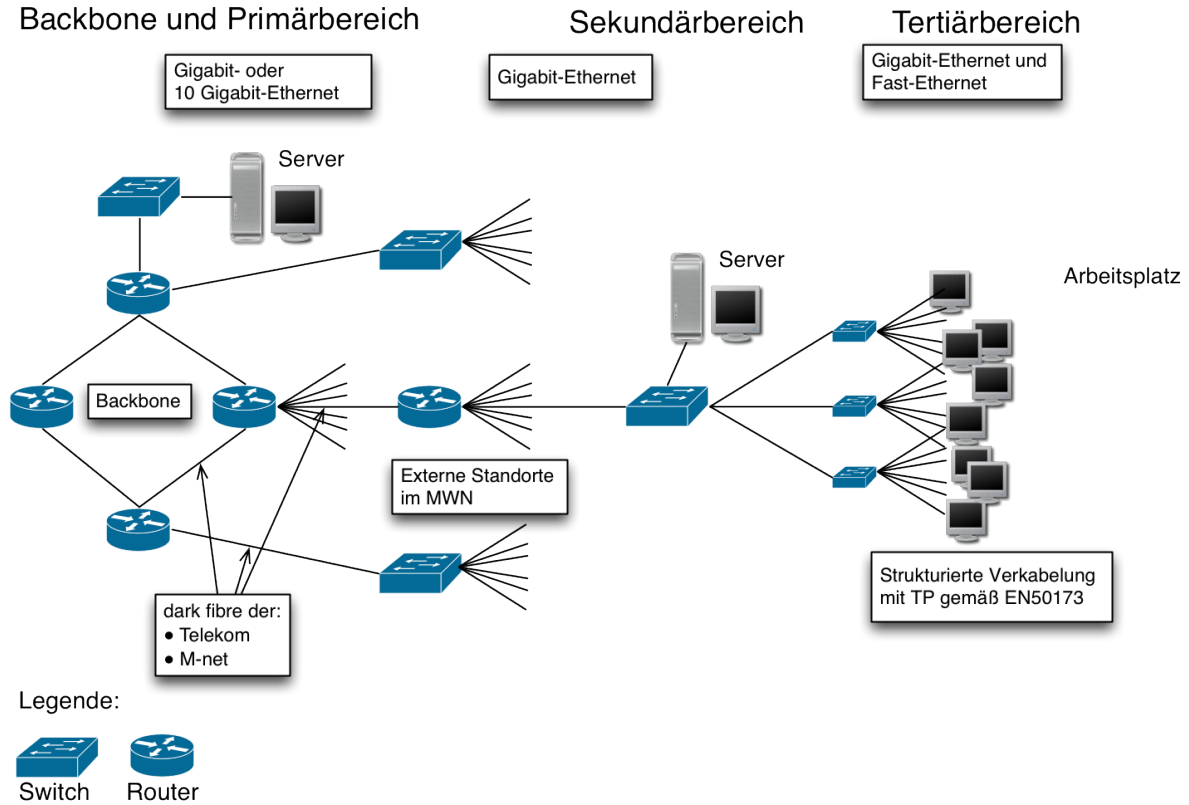 Backbone und Primärbereich
Sekundärbereich
Tertiärbereich
Gigabit- oder
10 Gigabit-Ethernet
Gigabit-Ethernet
Gigabit-Ethernet und
Fast-Ethernet
Server
Server
Arbeitsplatz
Backbone
Externe Standorte
im MWN
dark fibre der:
● Telekom
● M-net
Strukturierte Verkabelung
mit TP gemäß EN50173
Legende:
Switch
Router